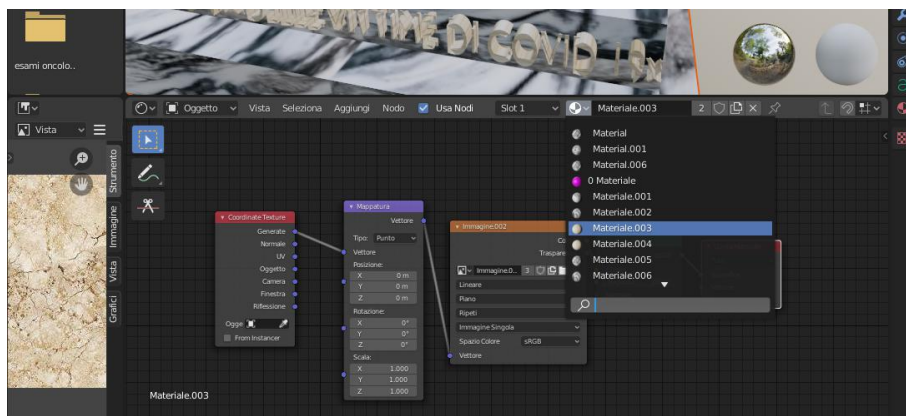 VITTIME DI COVID 19
esami oncolo..
Vista
Oggetto Vista Seleziona Aggiungi Nodo Usa Nodi Slot 1 Materiale.003 2
Strumento
Immagine
Vista
Grafici
Coordinate Texture
Generate
Normale
UV
Oggetto
Camera
Finestra
Riflessione
Ogge
From Instancer
Mappatura
Vettore
Tipo: Punto
Vettore
Posizione:
X 0 m
Y 0 m
Z 0 m
Rotazione:
X 0°
Y 0°
Z 0°
Scala:
X 1.000
Y 1.000
Z 1.000
Immagine.002
Co
Traspare
Immagine.0.. 3
Lineare
Piano
Ripeti
Immagine Singola
Spazio Colore sRGB
Vettore
Material
Material.001
Material.006
0 Materiale
Materiale.001
Materiale.002
Materiale.003
Materiale.004
Materiale.005
Materiale.006
Materiale.003